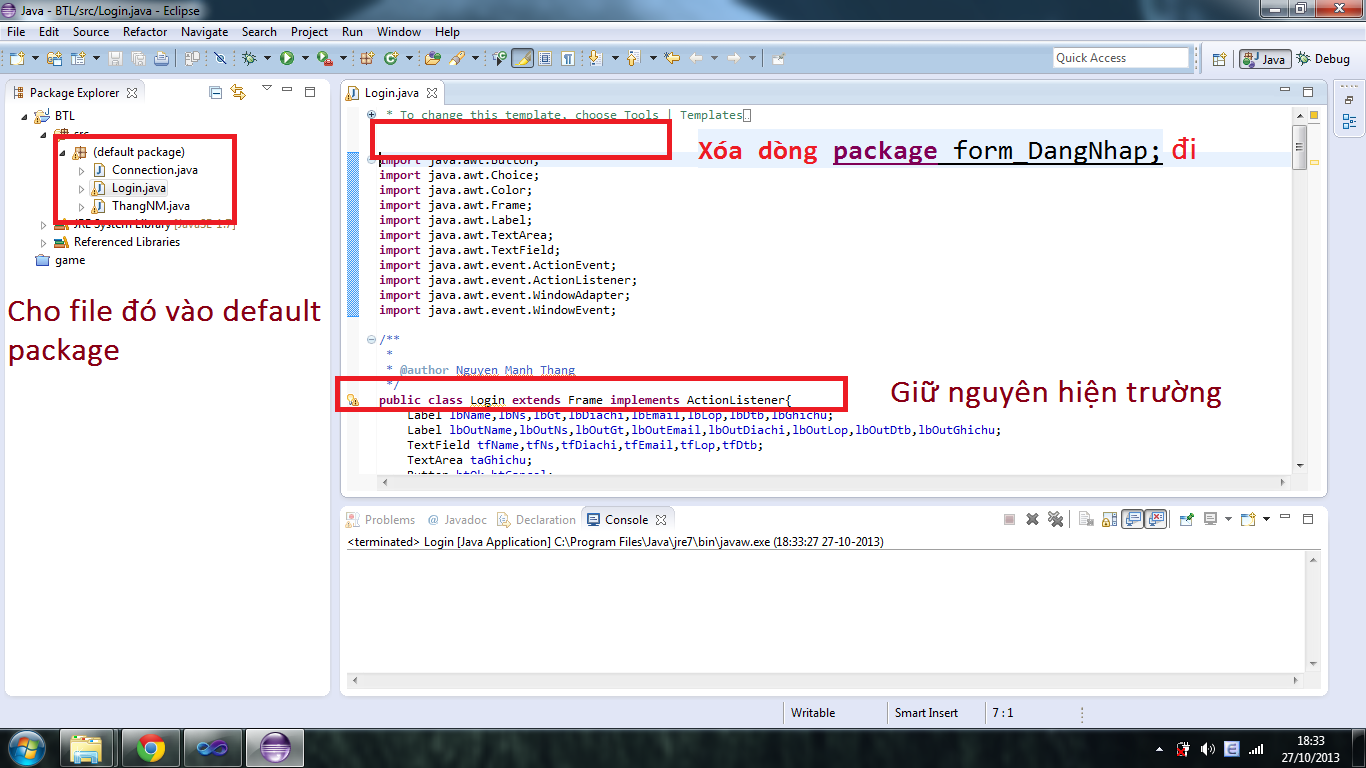 Java - BTL/src/Login.java - Eclipse
File Edit Source Refactor Navigate Search Project Run Window Help
Quick Access
Java
Debug
Package Explorer
BTL
src
(default package)
Connection.java
Login.java
ThangNM.java
JRE System Library [JavaSE-1.7]
Referenced Libraries
game
Cho file đó vào default
package
Login.java
* To change this template, choose Tools | Templates
Xóa dòng package form_DangNhap; đi
import java.awt.Button;
import java.awt.Choice;
import java.awt.Color;
import java.awt.Frame;
import java.awt.Label;
import java.awt.TextArea;
import java.awt.TextField;
import java.awt.event.ActionEvent;
import java.awt.event.ActionListener;
import java.awt.event.WindowAdapter;
import java.awt.event.WindowEvent;
/**
*
* @author Nguyen Manh Thang
*/
public class Login extends Frame implements ActionListener{
Giữ nguyên hiện trường
Label lbName,lbNs,lbGt,lbDiachi,lbEmail,lbLop,lbDtb,lbGhichu;
Label lbOutName,lbOutNs,lbOutGt,lbOutEmail,lbOutDiachi,lbOutLop,lbOutDtb,lbOutGhichu;
TextField tfName,tfNs,tfDiachi,tfEmail,tfLop,tfDtb;
TextArea taGhichu;
Button btOk,btCancel;
Problems @ Javadoc Declaration Console
<terminated> Login [Java Application] C:\Program Files\Java\jre7\bin\javaw.exe (18:33:27 27-10-2013)
Writable
Smart Insert
7 : 1
18:33
27/10/2013